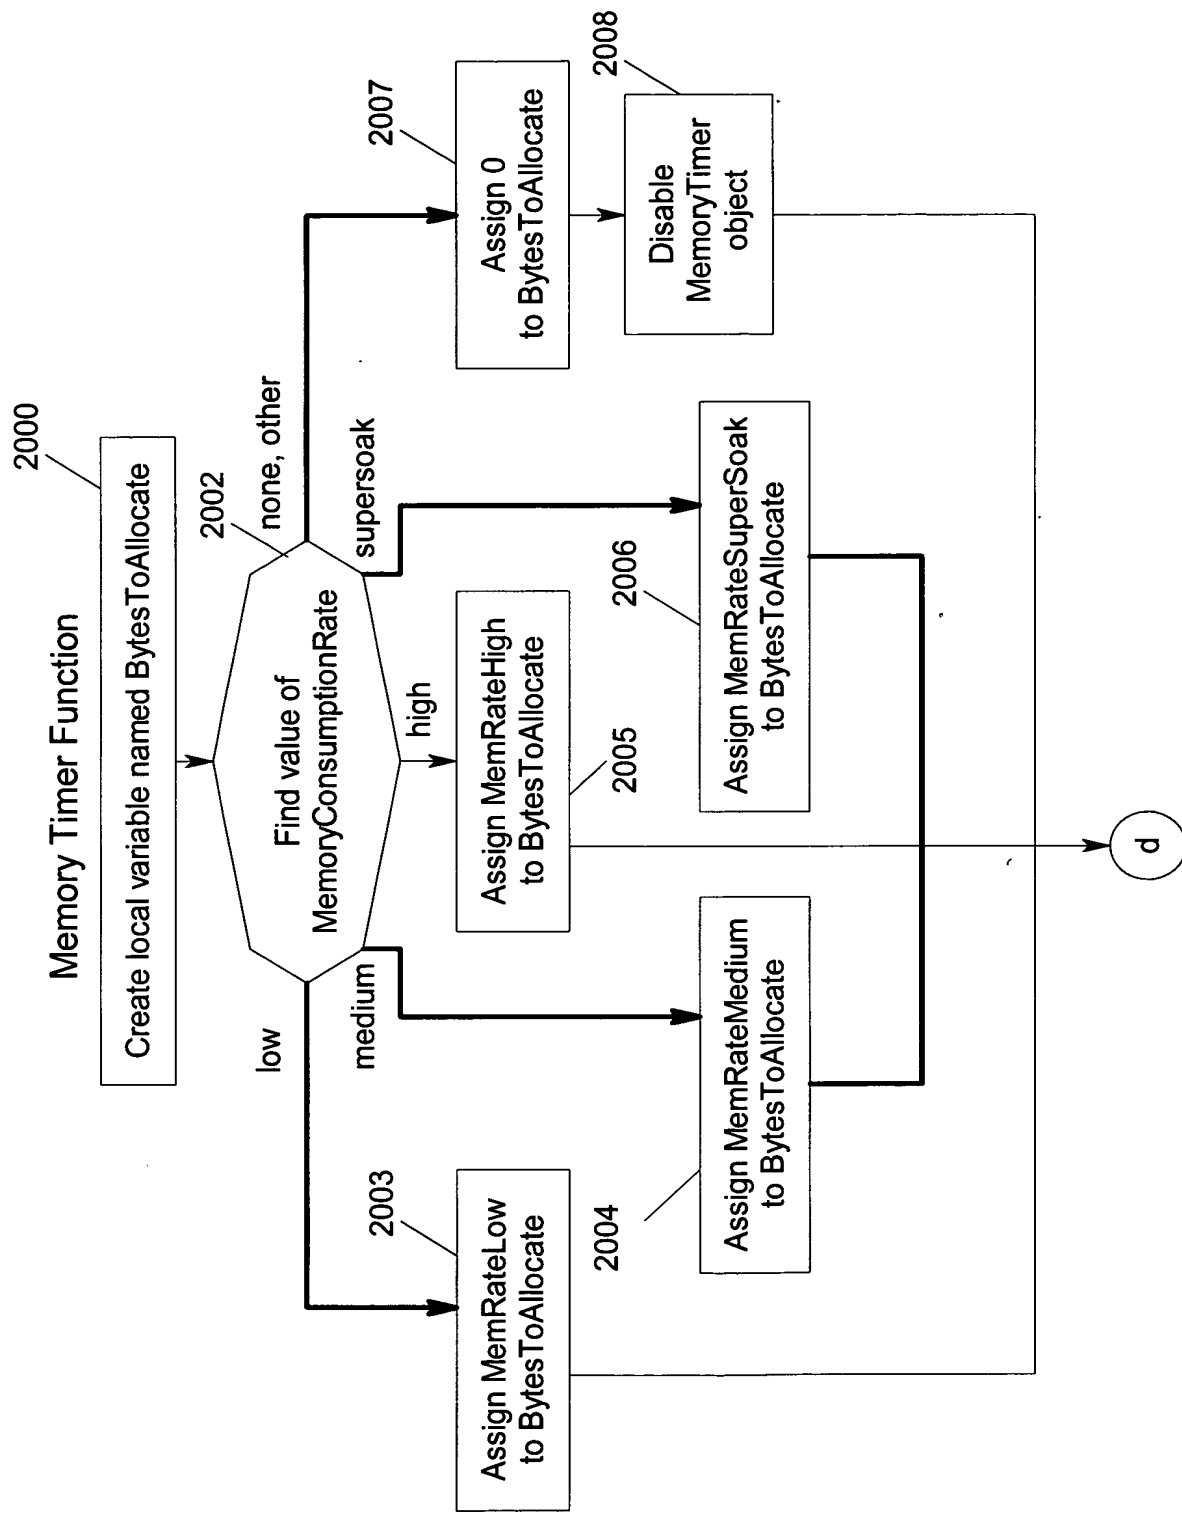 Memory Timer Function
2000
Create local variable named BytesToAllocate
2002
Find value of
MemoryConsumptionRate
low
medium
high
supersoak
none, other
2003
Assign MemRateLow
to BytesToAllocate
2004
Assign MemRateMedium
to BytesToAllocate
Assign MemRateHigh
to BytesToAllocate
2005
2006
Assign MemRateSuperSoak
to BytesToAllocate
2007
Assign 0
to BytesToAllocate
2008
Disable
MemoryTimer
object
d